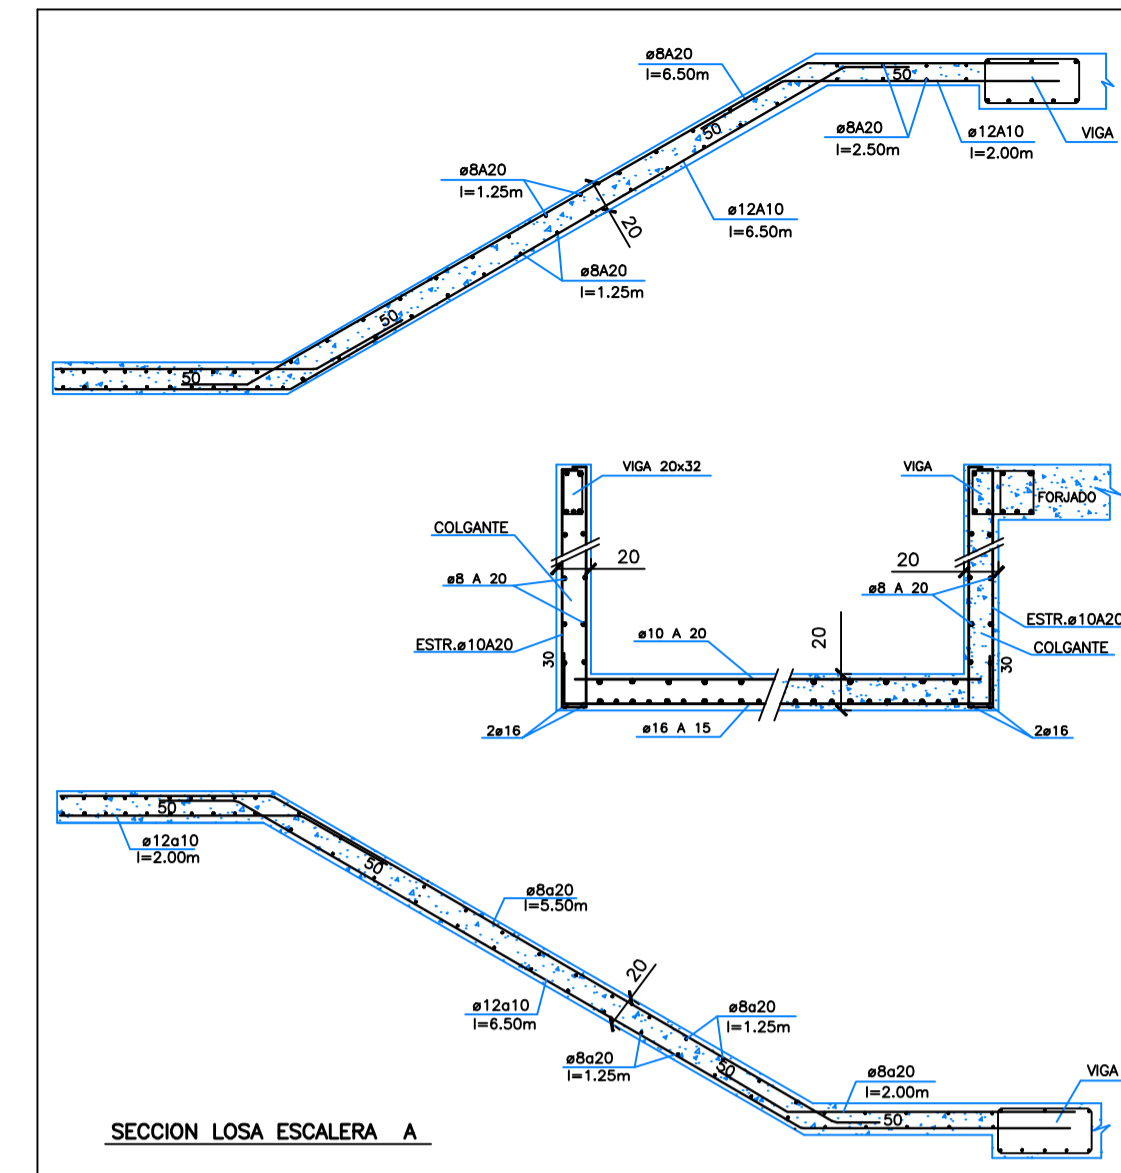 ø8A20
l=6.50m
50
50
ø8A20
l=2.50m
ø12A10
l=2.00m
VIGA
ø8A20
l=1.25m
ø12A10
l=6.50m
20
ø8A20
l=1.25m
50
50
VIGA 20x32
VIGA
FORJADO
COLGANTE
20
20
ø8 A 20
ø8 A 20
ESTR.ø10A20
ø10 A 20
20
ESTR.ø10A20
COLGANTE
30
30
2ø16
ø16 A 15
2ø16
50
ø12a10
l=2.00m
50
ø8a20
l=5.50m
20
ø12a10
l=6.50m
ø8a20
l=1.25m
ø8a20
l=1.25m
50
ø8a20
l=2.00m
VIGA
50
SECCION LOSA ESCALERA A